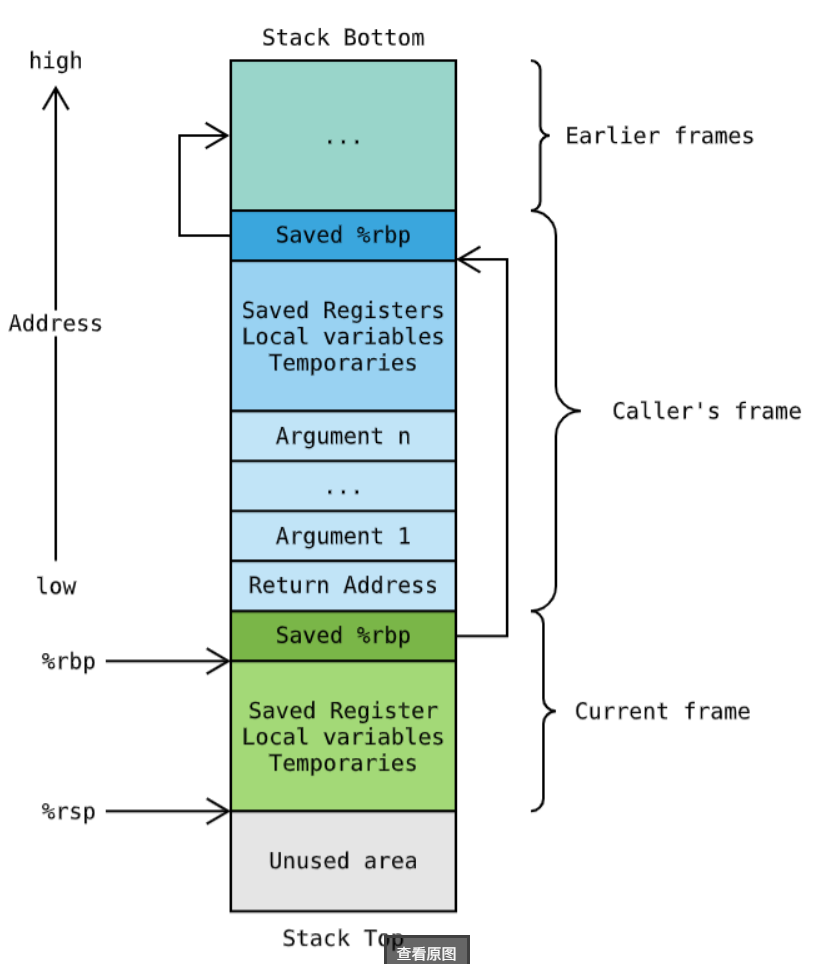 Stack Bottom
high
...
Earlier frames
Saved %rbp
Saved Registers
Local variables
Temporaries
Address
Caller's frame
Argument n
...
Argument 1
Return Address
low
Saved %rbp
%rbp
Saved Register
Local variables
Temporaries
Current frame
%rsp
Unused area
Stack Top
查看原图